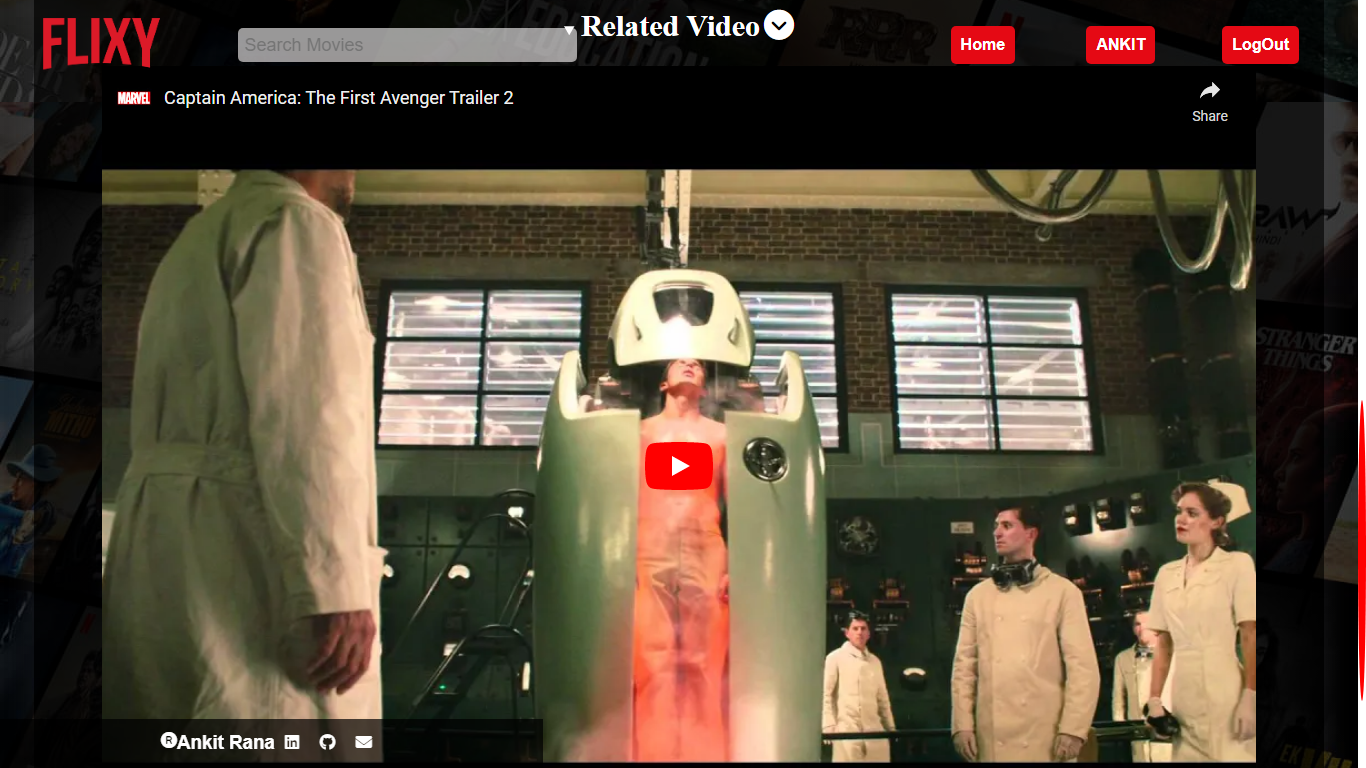 FLIXY
Search Movies
Related Video
Home
ANKIT
LogOut
MARVEL
Captain America: The First Avenger Trailer 2
Share
RRR
STRANGER
THINGS
®Ankit Rana